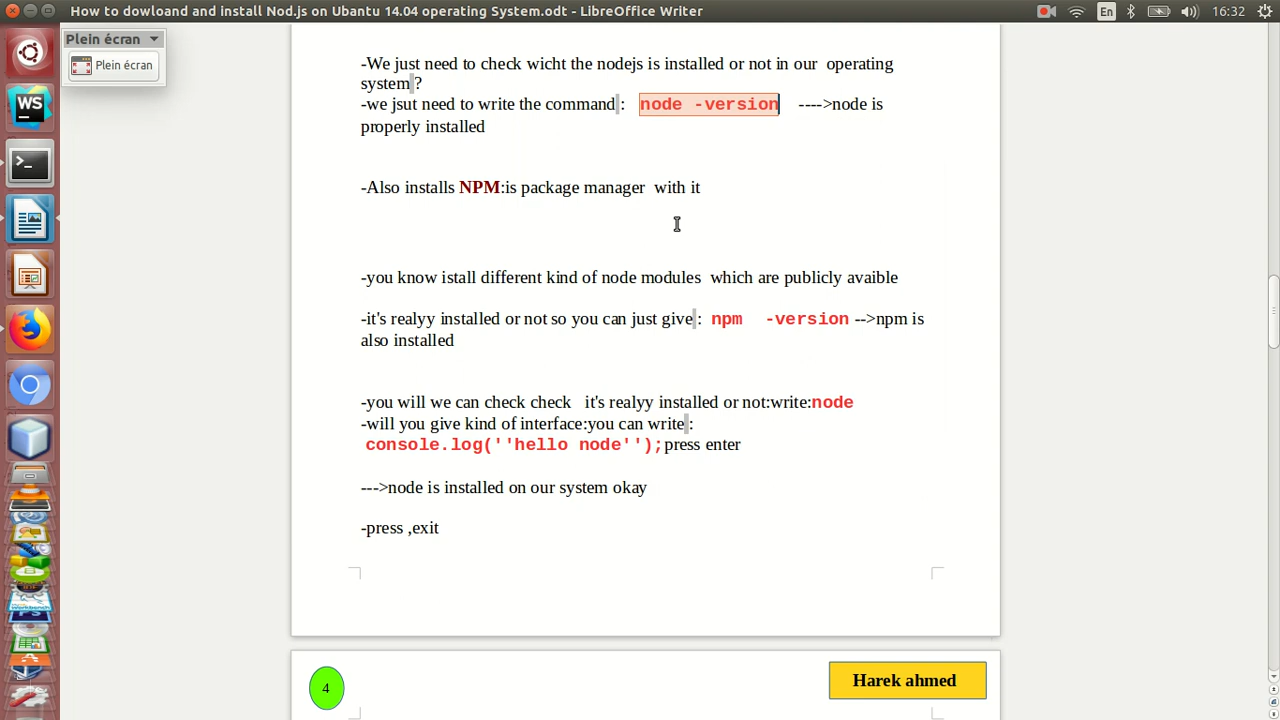 How to dowloand and install Nod.js on Ubantu 14.04 operating System.odt - LibreOffice Writer
En
16:32
Plein écran
Plein écran
WS
-We just need to check wicht the nodejs is installed or not in our  operating
system ?
-we jsut need to write the command :   node -version    ---->node is
properly installed
-Also installs NPM:is package manager  with it
-you know istall different kind of node modules  which are publicly avaible
-it's realyy installed or not so you can just give :  npm  -version -->npm is
also installed
-you will we can check check   it's realyy installed or not:write:node
-will you give kind of interface:you can write :
console.log(''hello node'');press enter
--->node is installed on our system okay
-press ,exit
4
Harek ahmed